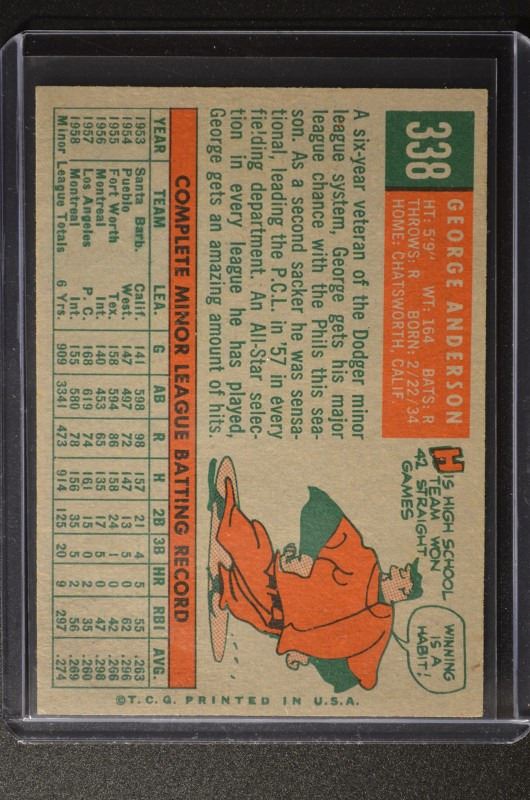 338
GEORGE ANDERSON
HT: 5'9" WT: 164 BATS: R
THROWS: R BORN: 2/22/34
HOME: CHATSWORTH, CALIF.
A six-year veteran of the Dodger minor
league system, George gets his major
league chance with the Phils this sea-
son. As a second sacker he was sensa-
tional, leading the P.C.L. in '57 in every
fielding department. An All-Star selec-
tion in every league he has played,
George gets an amazing amount of hits.
HIS HIGH SCHOOL
TEAM WON
42 STRAIGHT
GAMES
WINNING
IS A
HABIT!
COMPLETE MINOR LEAGUE BATTING RECORD
YEAR TEAM LEA G AB R H 2B 3B HR RBI AVG.
1953 Santa Barb. Calif. 141 598 98 157 21 4 5 55 .263
1954 Pueblo West. 147 497 72 147 13 5 0 62 .296
1955 Fort Worth Tex. 158 594 86 158 24 1 0 42 .266
1956 Montreal Int. 140 453 65 135 17 3 0 47 .298
1957 Los Angeles P. C. 168 619 74 161 15 0 2 35 .260
1958 Montreal Int. 155 580 78 156 35 5 2 56 .269
Minor League Totals 6 Yrs. 909 3341 473 914 125 20 9 297 .274
©T.C.G. PRINTED IN U.S.A.